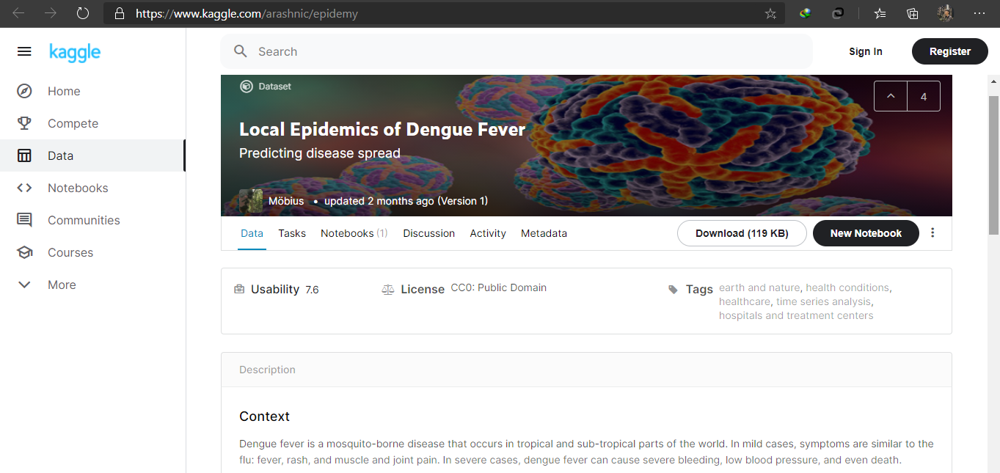 https://www.kaggle.com/arashnic/epidemy
kaggle
Search
Sign In
Register
Home
Compete
Data
Notebooks
Communities
Courses
More
Dataset
4
Local Epidemics of Dengue Fever
Predicting disease spread
Möbius • updated 2 months ago (Version 1)
Data Tasks Notebooks (1) Discussion Activity Metadata
Download (119 KB)
New Notebook
Usability 7.6
License CC0: Public Domain
Tags earth and nature, health conditions,
healthcare, time series analysis,
hospitals and treatment centers
Description
Context
Dengue fever is a mosquito-borne disease that occurs in tropical and sub-tropical parts of the world. In mild cases, symptoms are similar to the
flu: fever, rash, and muscle and joint pain. In severe cases, dengue fever can cause severe bleeding, low blood pressure, and even death.